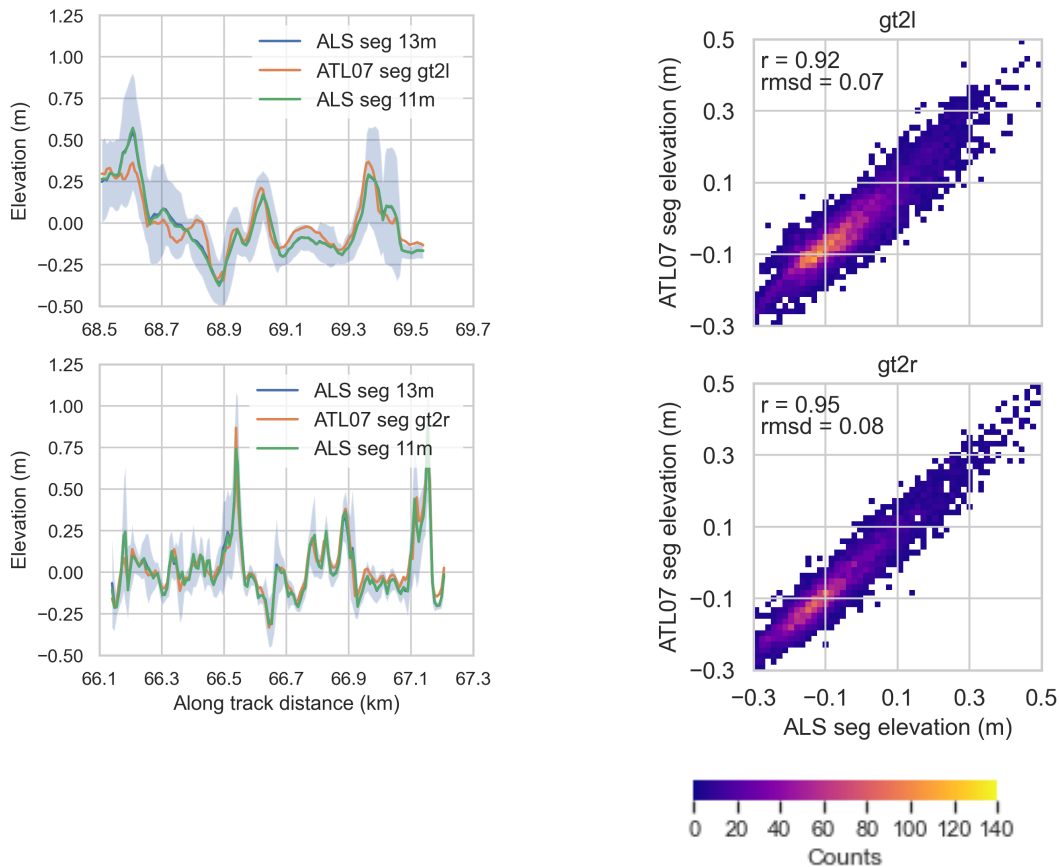 1.25
1.00
0.75
0.50
0.25
0.00
−0.25
−0.50
Elevation (m)
ALS seg 13m
ATL07 seg gt2l
ALS seg 11m
68.5 68.7 68.9 69.1 69.3 69.5 69.7
1.25
1.00
0.75
0.50
0.25
0.00
−0.25
−0.50
Elevation (m)
ALS seg 13m
ATL07 seg gt2r
ALS seg 11m
66.1 66.3 66.5 66.7 66.9 67.1 67.3
Along track distance (km)
gt2l
0.5
0.3
0.1
−0.1
−0.3
ATL07 seg elevation (m)
r = 0.92
rmsd = 0.07
gt2r
0.5
0.3
0.1
−0.1
−0.3
ATL07 seg elevation (m)
r = 0.95
rmsd = 0.08
−0.3 −0.1 0.1 0.3 0.5
ALS seg elevation (m)
0 20 40 60 80 100 120 140
Counts